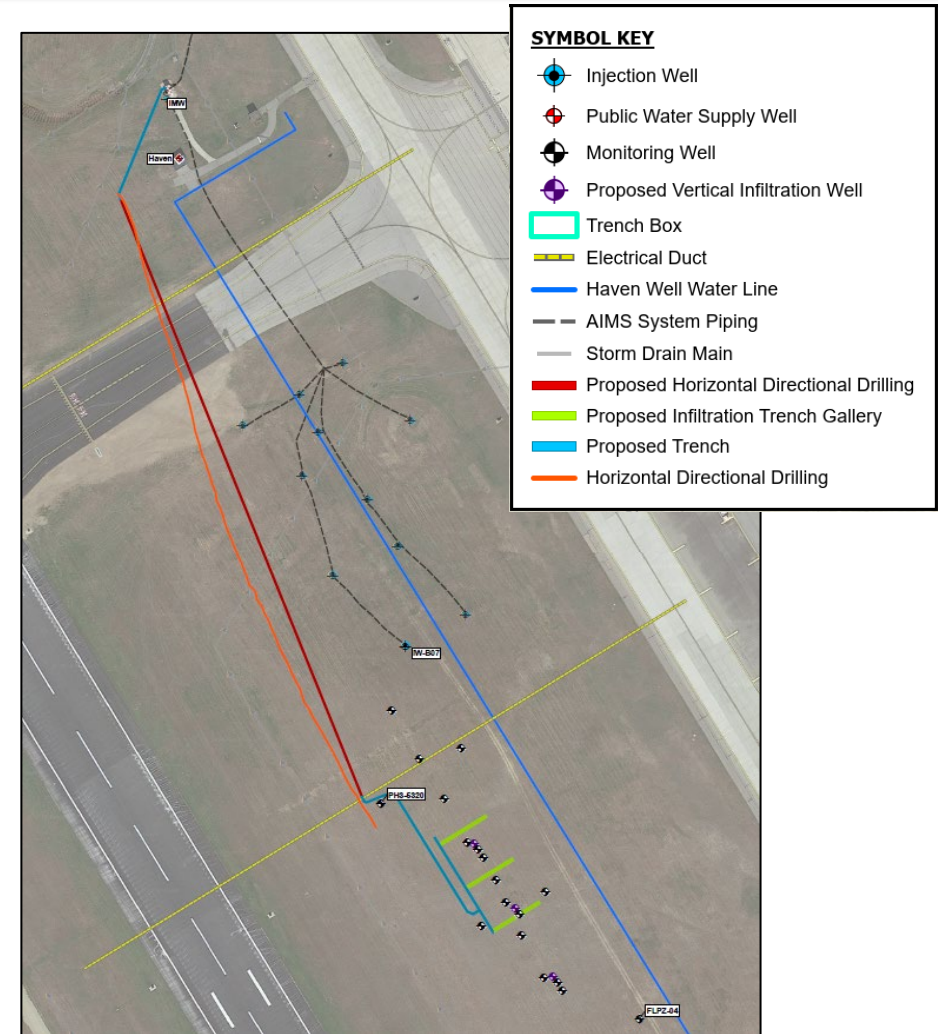 SYMBOL KEY
Injection Well
Public Water Supply Well
Monitoring Well
Proposed Vertical Infiltration Well
Trench Box
Electrical Duct
Haven Well Water Line
AIMS System Piping
Storm Drain Main
Proposed Horizontal Directional Drilling
Proposed Infiltration Trench Gallery
Proposed Trench
Horizontal Directional Drilling
IMW
Haven
IW-B07
PHS-5320
FLPZ-04